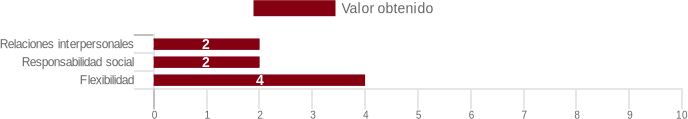 Valor obtenido
Relaciones interpersonales 2
Responsabilidad social 2
Flexibilidad 4
0 1 2 3 4 5 6 7 8 9 10